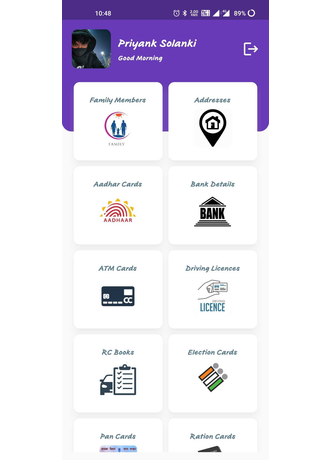 10:48
89%
Priyank Solanki
Good Morning
Family Members
Addresses
FAMILY
Aadhar Cards
Bank Details
AADHAAR
BANK
ATM Cards
Driving Licences
LICENCE
RC Books
Election Cards
Pan Cards
Ration Cards